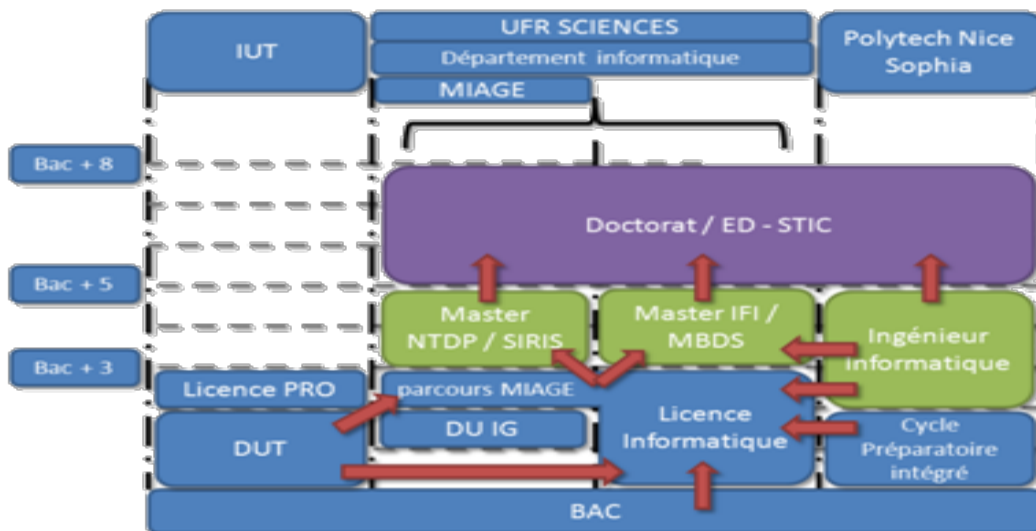 IUT
UFR SCIENCES
Département informatique
MIAGE
Polytech Nice
Sophia
Bac + 8
Doctorat / ED - STIC
Bac + 5
Master
NTDP / SIRIS
Master IFI /
MBDS
Ingénieur
informatique
Bac + 3
Licence PRO
parcours MIAGE
Licence
Informatique
DUT
DU IG
Cycle
Préparatoire
intégré
BAC